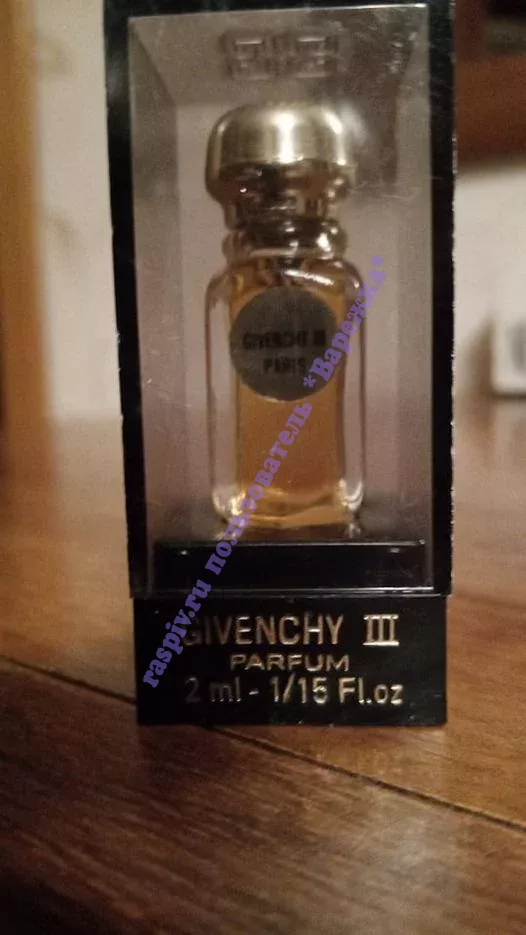 GIVENCHY III
PARIS
raspiv.ru пользователь *Варежка*
GIVENCHY III
PARFUM
2 ml - 1/15 Fl.oz